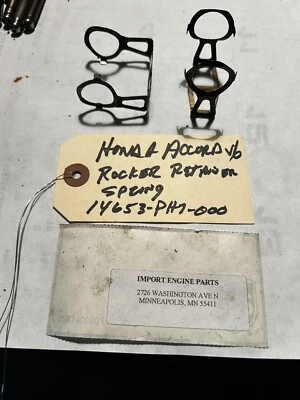 HONDA ACCORD V6
ROCKER RETAINER
SPRING
14653-PH1-000
IMPORT ENGINE PARTS
2726 WASHINGTON AVE N
MINNEAPOLIS, MN 55411